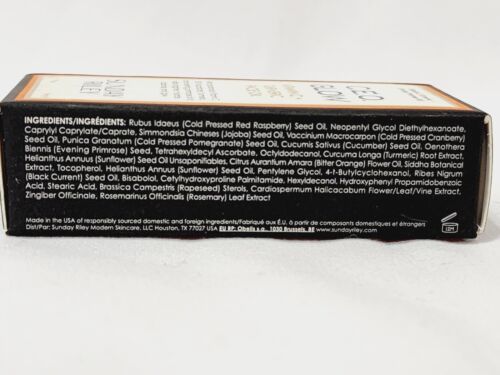 SUNDAY
RILEY
CEO
GLOW
INGREDIENTS/INGRÉDIENTS: Rubus Idaeus (Cold Pressed Red Raspberry) Seed Oil, Neopentyl Glycol Diethylhexanoate,
Caprylyl Caprylate/Caprate, Simmondsia Chineses (Jojoba) Seed Oil, Vaccinium Macrocarpon (Cold Pressed Cranberry)
Seed Oil, Punica Granatum (Cold Pressed Pomegranate) Seed Oil, Cucumis Sativus (Cucumber) Seed Oil, Oenothera
Biennis (Evening Primrose) Seed, Tetrahexyldecyl Ascorbate, Octyldodecanol, Curcuma Longa (Turmeric) Root Extract,
Helianthus Annuus (Sunflower) Seed Oil Unsaponifiables, Citrus Aurantium Amara (Bitter Orange) Flower Oil, Siddha Botanical
Extract, Tocopherol, Helianthus Annuus (Sunflower) Seed Oil, Pentylene Glycol, 4-t-Butylcyclohexanol, Ribes Nigrum
(Black Currant) Seed Oil, Bisabolol, Cetylhydroxyproline Palmitamide, Hexyldecanol, Hydroxyphenyl Propamidobenzoic
Acid, Stearic Acid, Brassica Campestris (Rapeseed) Sterols, Cardiospermum Halicacabum Flower/Leaf/Vine Extract,
Zingiber Officinale, Rosemarinus Officinalis (Rosemary) Leaf Extract
Made in the USA of responsibly sourced domestic and foreign ingredients/Fabriqué aux É.U. à partir de composants domestiques et étrangers
Dist/Par: Sunday Riley Modern Skincare, LLC Houston, TX 77027 USA EU RP: Obelis s.a., 1030 Brussels, BE www.sundayriley.com